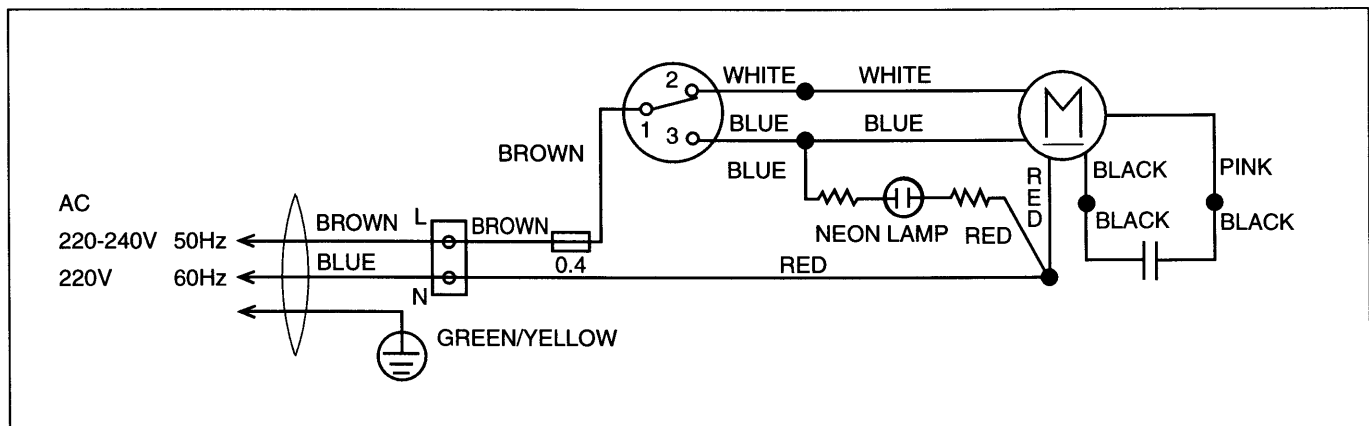 2
WHITE
WHITE
1
3
BLUE
BLUE
M
BROWN
BLUE
RED
BLACK
PINK
BLACK
BLACK
AC
220-240V 50Hz
220V 60Hz
BROWN
L
BROWN
BLUE
N
0.4
NEON LAMP
RED
RED
GREEN/YELLOW